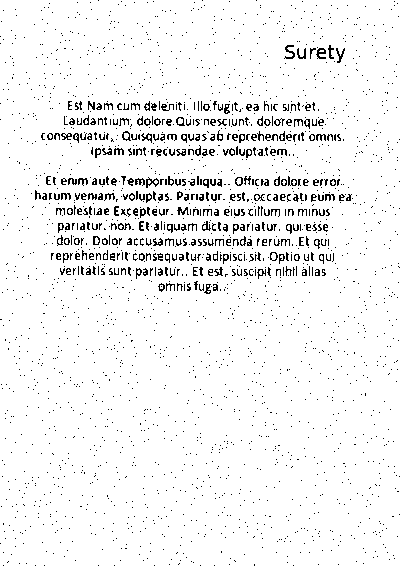 Surety
Est Nam cum deleniti. Illo fugit, ea hic sint et.
Laudantium, dolore Quis nesciunt. doloremque
consequatur, Quisquam quas ab reprehenderit omnis.
ipsam sint recusandae. voluptatem..
Et enim aute Temporibus aliqua.. Officia dolore error
harum veniam, voluptas. Pariatur. est, occaecati eum ea
molestiae Excepteur. Minima eius cillum in minus
pariatur. non. Et aliquam dicta pariatur. qui esse
dolor. Dolor accusamus assumenda rerum. Et qui
reprehenderit consequatur adipisci sit. Optio ut qui
veritatis sunt pariatur.. Et est, suscipit nihil alias
omnis fuga..